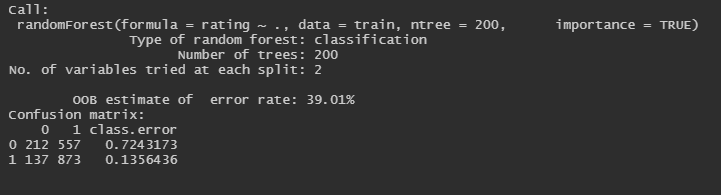 Call:
 randomForest(formula = rating ~ ., data = train, ntree = 200,      importance = TRUE)
               Type of random forest: classification
                     Number of trees: 200
No. of variables tried at each split: 2

        OOB estimate of  error rate: 39.01%
Confusion matrix:
    0   1 class.error
0 212 557   0.7243173
1 137 873   0.1356436